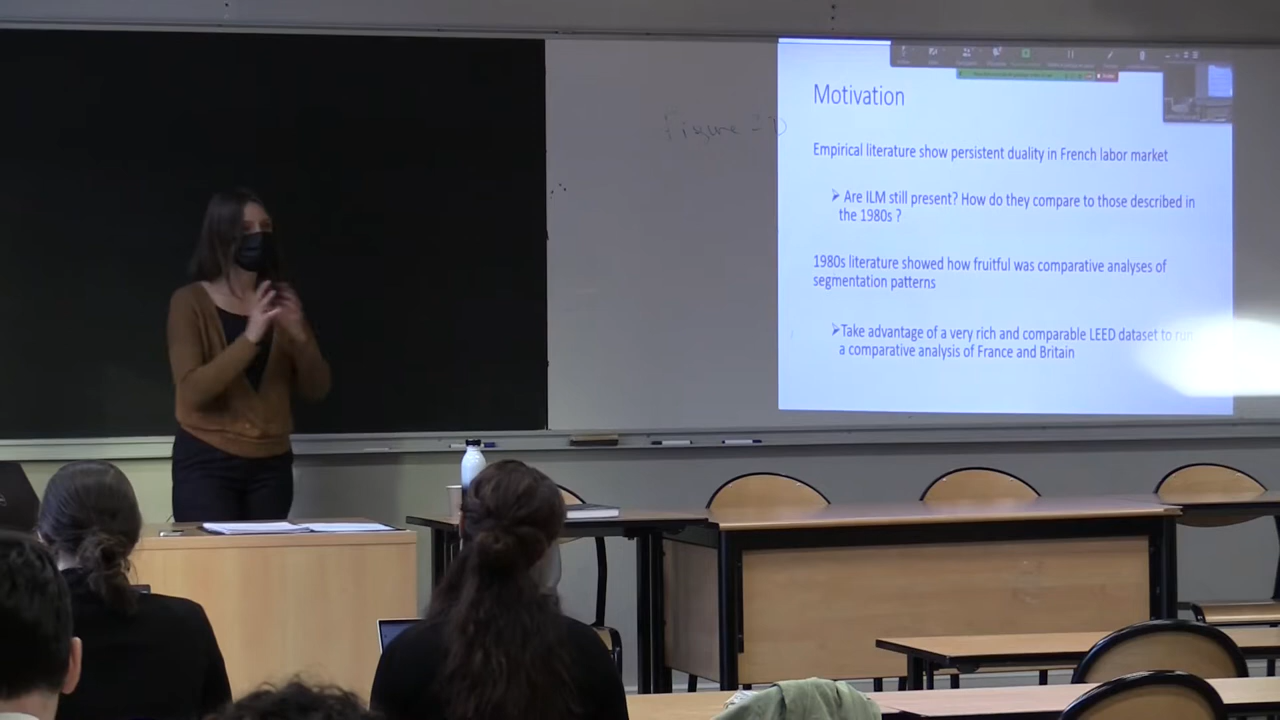 Motivation
Figure
Empirical literature show persistent duality in French labor market
Are ILM still present? How do they compare to those described in
the 1980s ?
1980s literature showed how fruitful was comparative analyses of
segmentation patterns
Take advantage of a very rich and comparable LEED dataset to run
a comparative analysis of France and Britain